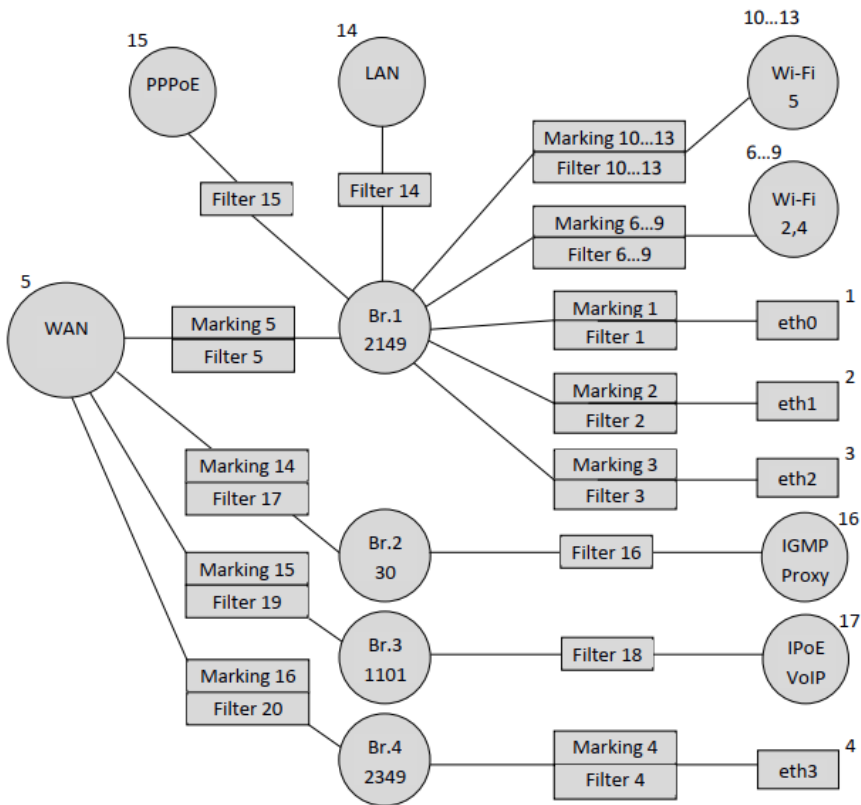 15
PPPoE
14
LAN
10...13
Wi-Fi
5
Marking 10...13
Filter 10...13
6...9
Wi-Fi
2,4
Filter 15
Filter 14
Marking 6...9
Filter 6...9
5
WAN
Marking 5
Filter 5
Br.1
2149
Marking 1
Filter 1
1
eth0
Marking 2
Filter 2
2
eth1
Marking 3
Filter 3
3
eth2
Marking 14
Filter 17
Br.2
30
Filter 16
16
IGMP
Proxy
Marking 15
Filter 19
Br.3
1101
Filter 18
17
IPoE
VoIP
Marking 16
Filter 20
Br.4
2349
Marking 4
Filter 4
4
eth3